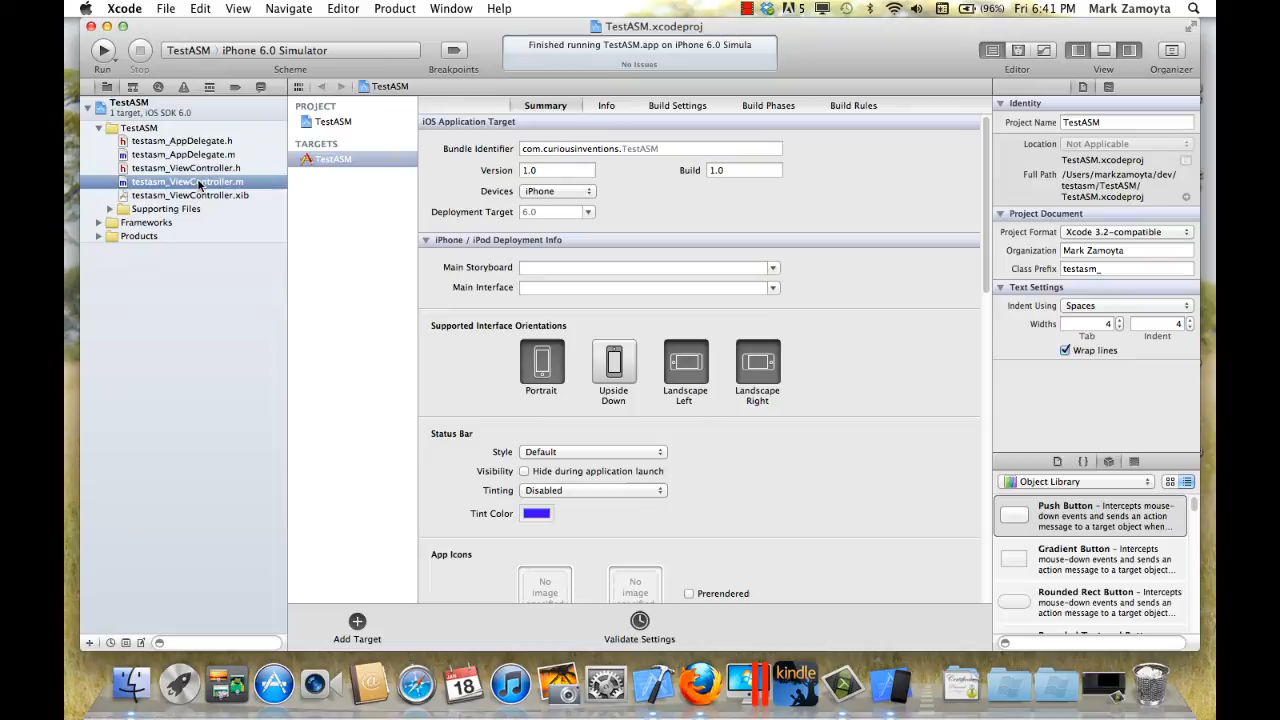 Xcode File Edit View Navigate Editor Product Window Help
5 (96%) Fri 6:41 PM Mark Zamoyta
TestASM.xcodeproj
TestASM iPhone 6.0 Simulator
Finished running TestASM.app on iPhone 6.0 Simula
No Issues
Run Stop Scheme Breakpoints Editor View Organizer
TestASM
TestASM
1 target, iOS SDK 6.0
TestASM
testasm_AppDelegate.h
testasm_AppDelegate.m
testasm_ViewController.h
testasm_ViewController.m
testasm_ViewController.xib
Supporting Files
Frameworks
Products
PROJECT
TestASM
TARGETS
TestASM
Summary Info Build Settings Build Phases Build Rules
iOS Application Target
Bundle Identifier com.curiousinventions.TestASM
Version 1.0 Build 1.0
Devices iPhone
Deployment Target 6.0
iPhone / iPod Deployment Info
Main Storyboard
Main Interface
Supported Interface Orientations
Portrait
Upside
Down
Landscape
Left
Landscape
Right
Status Bar
Style Default
Visibility Hide during application launch
Tinting Disabled
Tint Color
App Icons
No
image
No
image
Prerendered
Add Target
Validate Settings
Identity
Project Name TestASM
Location Not Applicable
TestASM.xcodeproj
Full Path /Users/markzamoyta/dev/
testasm/TestASM/
TestASM.xcodeproj
Project Document
Project Format Xcode 3.2-compatible
Organization Mark Zamoyta
Class Prefix testasm_
Text Settings
Indent Using Spaces
Widths 4 4
Tab Indent
Wrap lines
Object Library
Push Button - Intercepts mouse-
down events and sends an action
message to a target object when...
Gradient Button - Intercepts
mouse-down events and sends an
action message to a target object...
Rounded Rect Button - Intercepts
mouse-down events and sends an
action message to a target object...
JAN
18
kindle